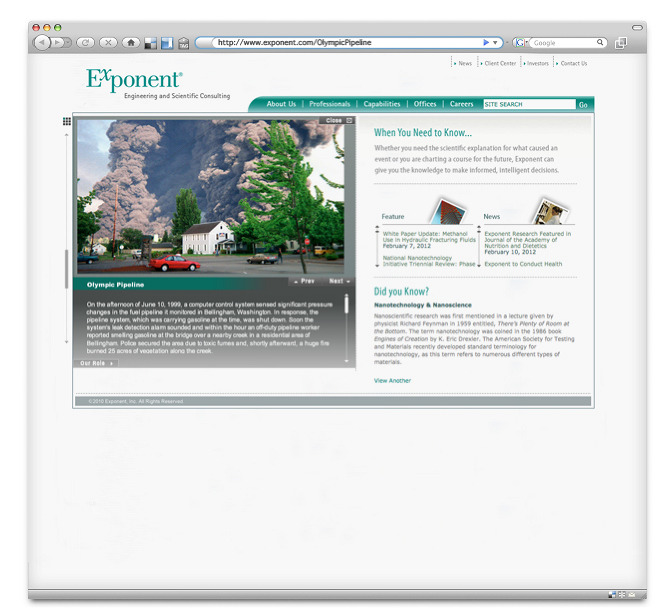 http://www.exponent.com/OlympicPipeline
Google
News
Client Center
Investors
Contact Us
Exponent®
Engineering and Scientific Consulting
About Us | Professionals | Capabilities | Offices | Careers
SITE SEARCH
Go
Close
Olympic Pipeline
Prev
Next
On the afternoon of June 10, 1999, a computer control system sensed significant pressure
changes in the fuel pipeline it monitored in Bellingham, Washington. In response, the
pipeline system, which was carrying gasoline at the time, was shut down. Soon the
system's leak detection alarm sounded and within the hour an off-duty pipeline worker
reported smelling gasoline at the bridge over a nearby creek in a residential area of
Bellingham. Police secured the area due to toxic fumes and, shortly afterward, a huge fire
burned 25 acres of vegetation along the creek.
Our Role
When You Need to Know...
Whether you need the scientific explanation for what caused an
event or you are charting a course for the future, Exponent can
give you the knowledge to make informed, intelligent decisions.
Feature
White Paper Update: Methanol
Use in Hydraulic Fracturing Fluids
February 7, 2012
National Nanotechnology
Initiative Triennial Review: Phase
News
Exponent Research Featured in
Journal of the Academy of
Nutrition and Dietetics
February 10, 2012
Exponent to Conduct Health
Did you Know?
Nanotechnology & Nanoscience
Nanoscientific research was first mentioned in a lecture given by
physicist Richard Feynman in 1959 entitled, There's Plenty of Room at
the Bottom. The term nanotechnology was coined in the 1986 book
Engines of Creation by K. Eric Drexler. The American Society for Testing
and Materials recently developed standard terminology for
nanotechnology, as this term refers to numerous different types of
materials.
View Another
©2010 Exponent, Inc. All Rights Reserved.